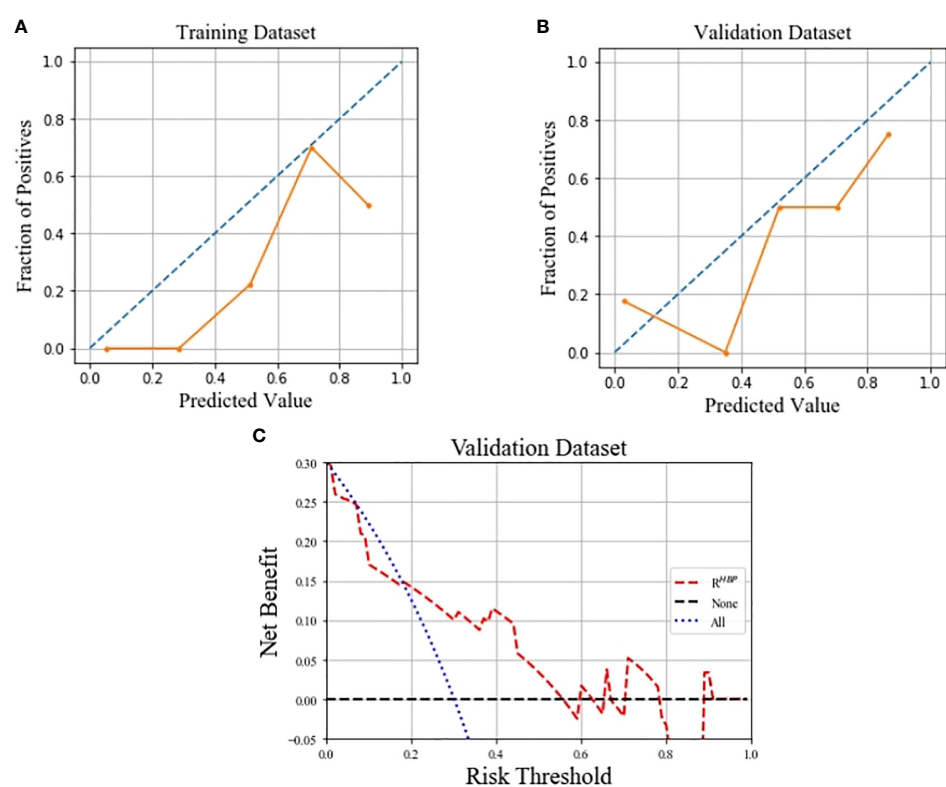 A
Training Dataset
1.0
0.8
0.6
0.4
0.2
0.0
Fraction of Positives
0.0 0.2 0.4 0.6 0.8 1.0
Predicted Value
B
Validation Dataset
1.0
0.8
0.6
0.4
0.2
0.0
Fraction of Positives
0.0 0.2 0.4 0.6 0.8 1.0
Predicted Value
C
Validation Dataset
0.30
0.25
0.20
0.15
0.10
0.05
0.00
−0.05
Net Benefit
R^HBP
None
All
0.0 0.2 0.4 0.6 0.8 1.0
Risk Threshold